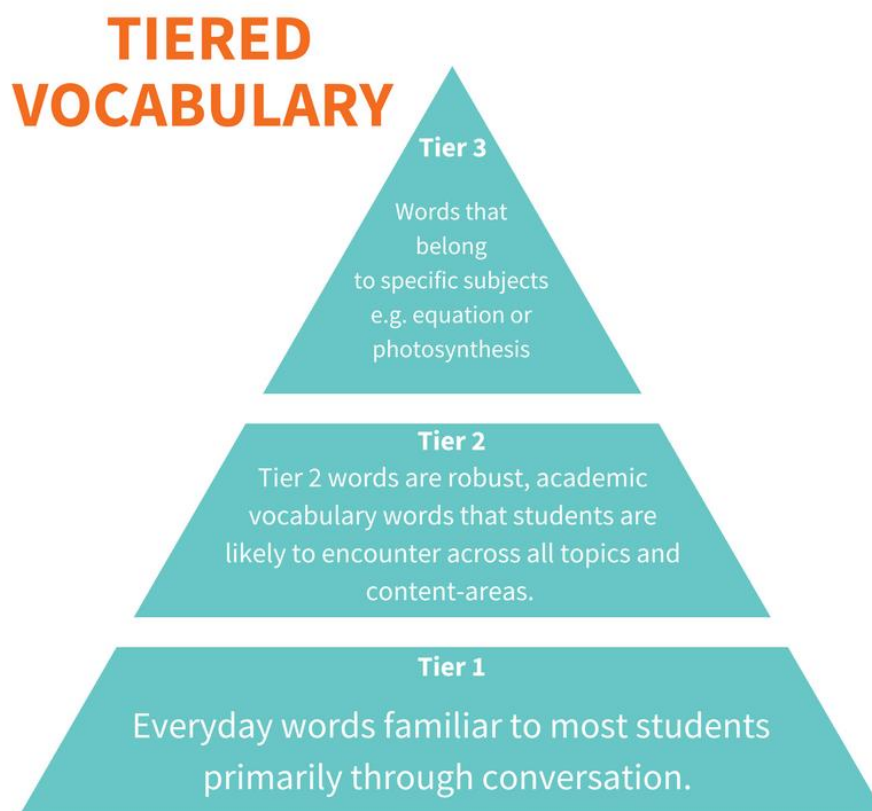 TIERED
VOCABULARY
Tier 3
Words that
belong
to specific subjects
e.g. equation or
photosynthesis
Tier 2
Tier 2 words are robust, academic
vocabulary words that students are
likely to encounter across all topics and
content-areas.
Tier 1
Everyday words familiar to most students
primarily through conversation.